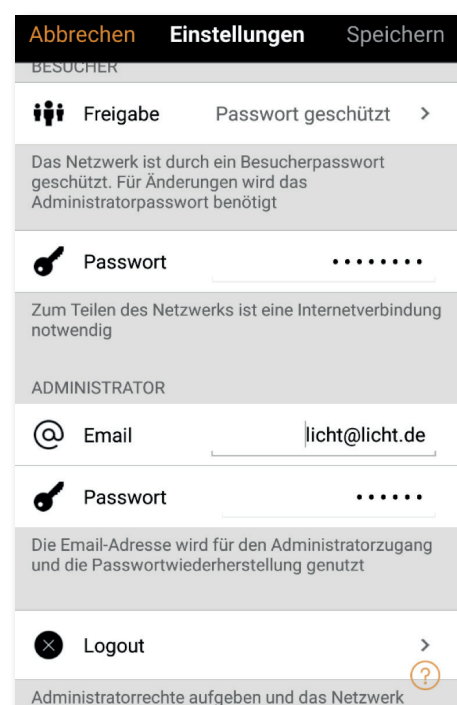 Abbrechen Einstellungen Speichern
BESUCHER
Freigabe Passwort geschützt >
Das Netzwerk ist durch ein Besucherpasswort
geschützt. Für Änderungen wird das
Administratorpasswort benötigt
Passwort ••••••••
Zum Teilen des Netzwerks ist eine Internetverbindung
notwendig
ADMINISTRATOR
@ Email licht@licht.de
Passwort ••••••
Die Email-Adresse wird für den Administratorzugang
und die Passwortwiederherstellung genutzt
Logout >
?
Administratorrechte aufgeben und das Netzwerk